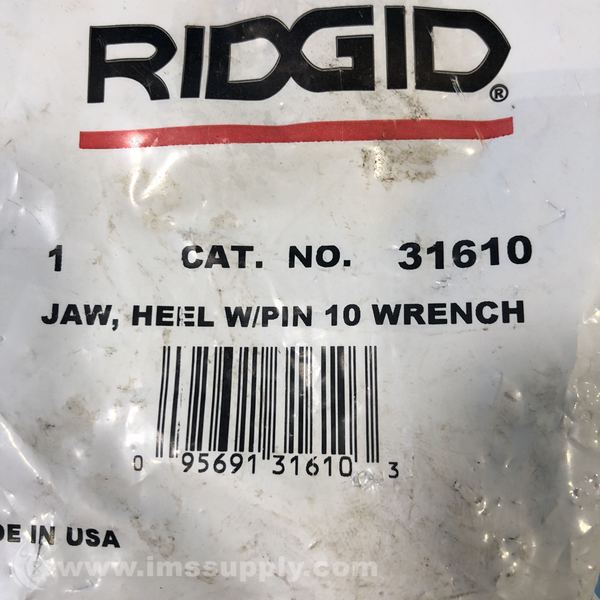 RIDGID®
1 CAT. NO. 31610
JAW, HEEL W/PIN 10 WRENCH
0 95691 31610 3
DE IN USA
www.imssupply.com